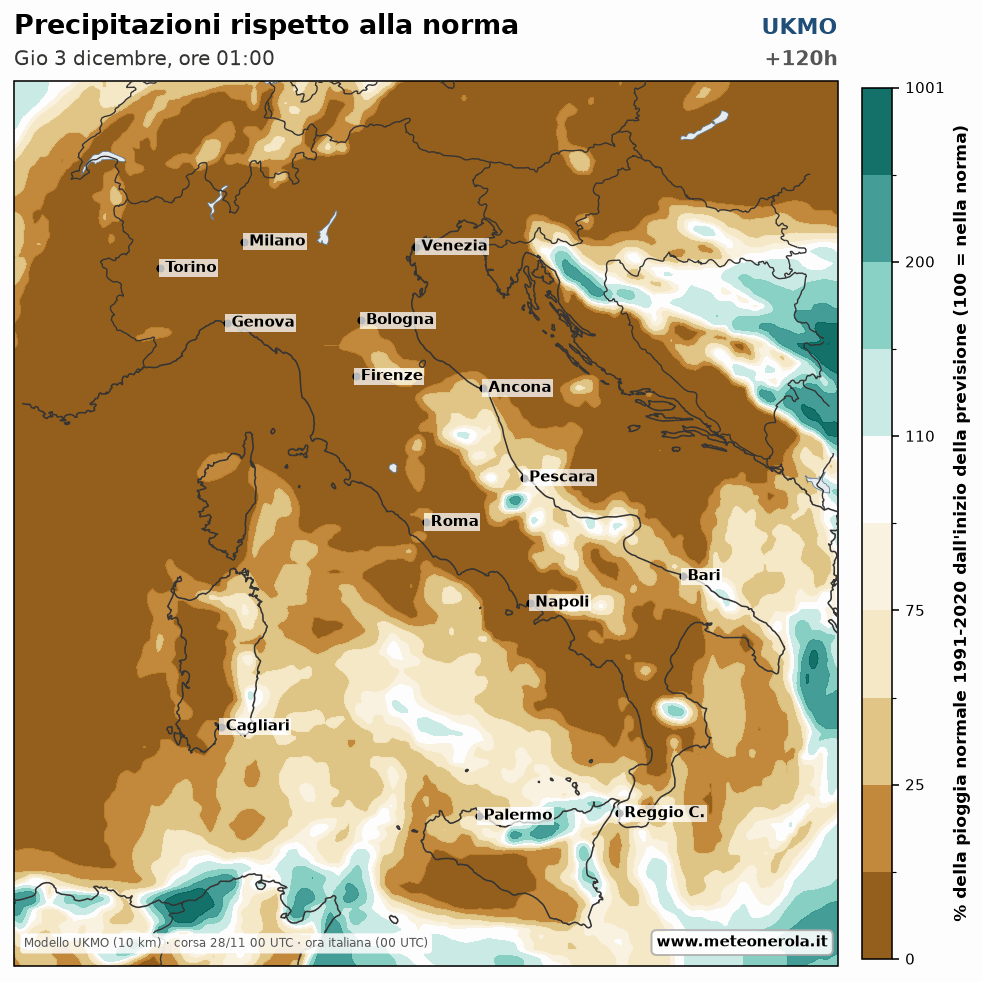 Precipitazioni rispetto alla norma
UKMO
Gio 3 dicembre, ore 01:00
+120h
Milano
Venezia
Torino
Genova
Bologna
Firenze
Ancona
Pescara
Roma
Bari
Napoli
Cagliari
Palermo
Reggio C.
Modello UKMO (10 km) · corsa 28/11 00 UTC · ora italiana (00 UTC)
www.meteonerola.it
1001
200
110
75
25
0
% della pioggia normale 1991-2020 dall'inizio della previsione (100 = nella norma)